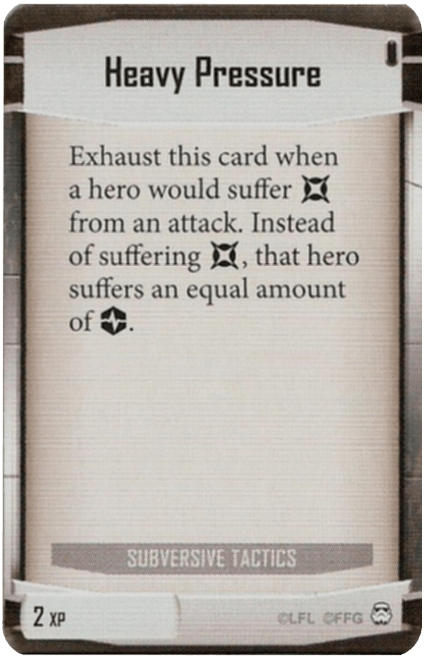 Heavy Pressure
Exhaust this card when
a hero would suffer
from an attack. Instead
of suffering , that hero
suffers an equal amount
of .
SUBVERSIVE TACTICS
2 XP
©LFL ©FFG